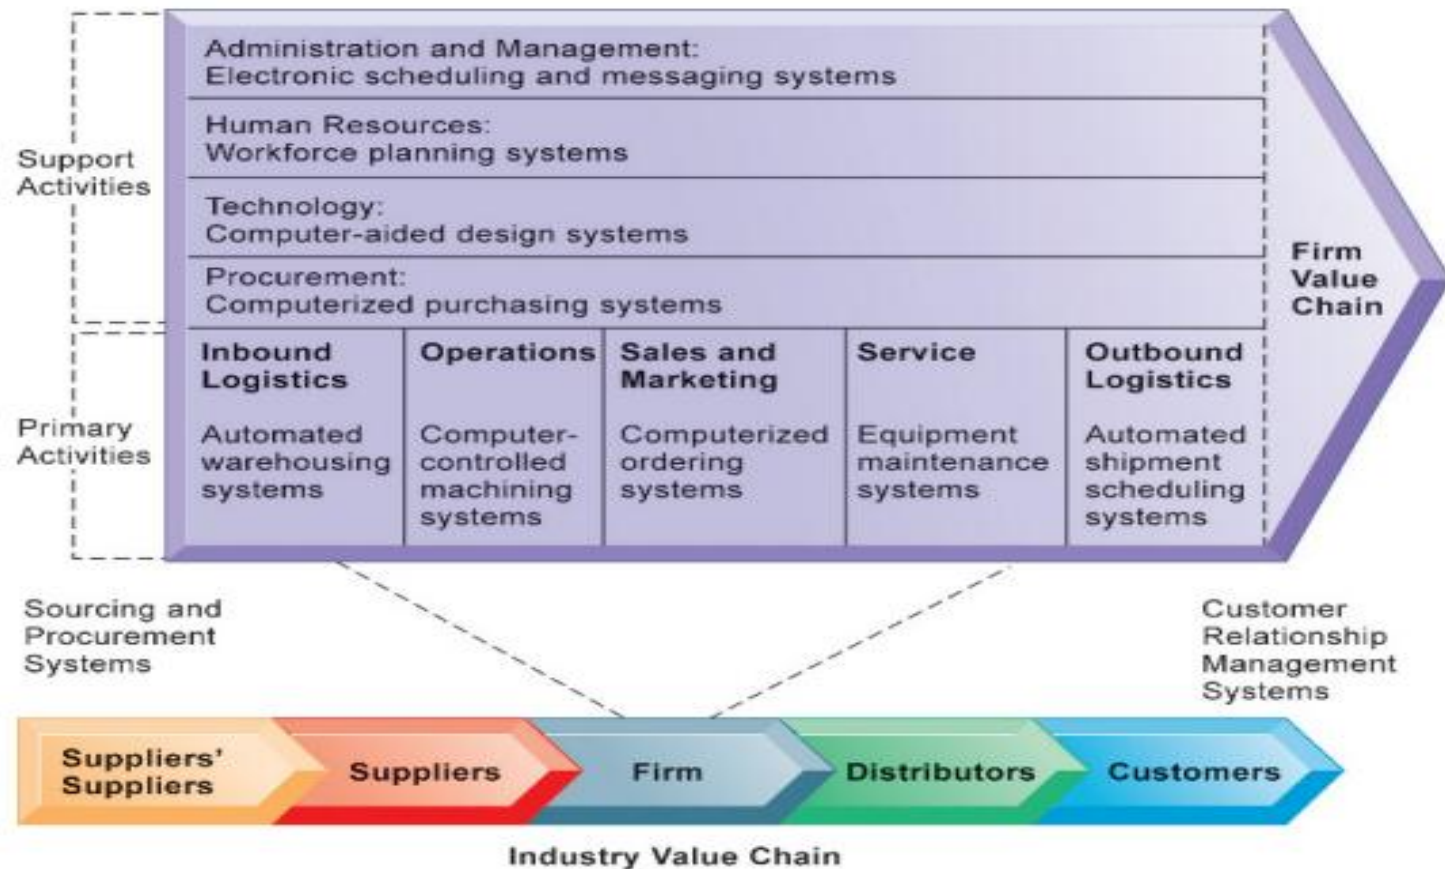 Administration and Management:
Electronic scheduling and messaging systems
Human Resources:
Workforce planning systems
Support
Activities
Technology:
Computer-aided design systems
Procurement:
Computerized purchasing systems
Firm
Value
Chain
Primary
Activities
Inbound
Logistics
Automated
warehousing
systems
Operations
Computer-
controlled
machining
systems
Sales and
Marketing
Computerized
ordering
systems
Service
Equipment
maintenance
systems
Outbound
Logistics
Automated
shipment
scheduling
systems
Sourcing and
Procurement
Systems
Customer
Relationship
Management
Systems
Suppliers'
Suppliers
Suppliers
Firm
Distributors
Customers
Industry Value Chain